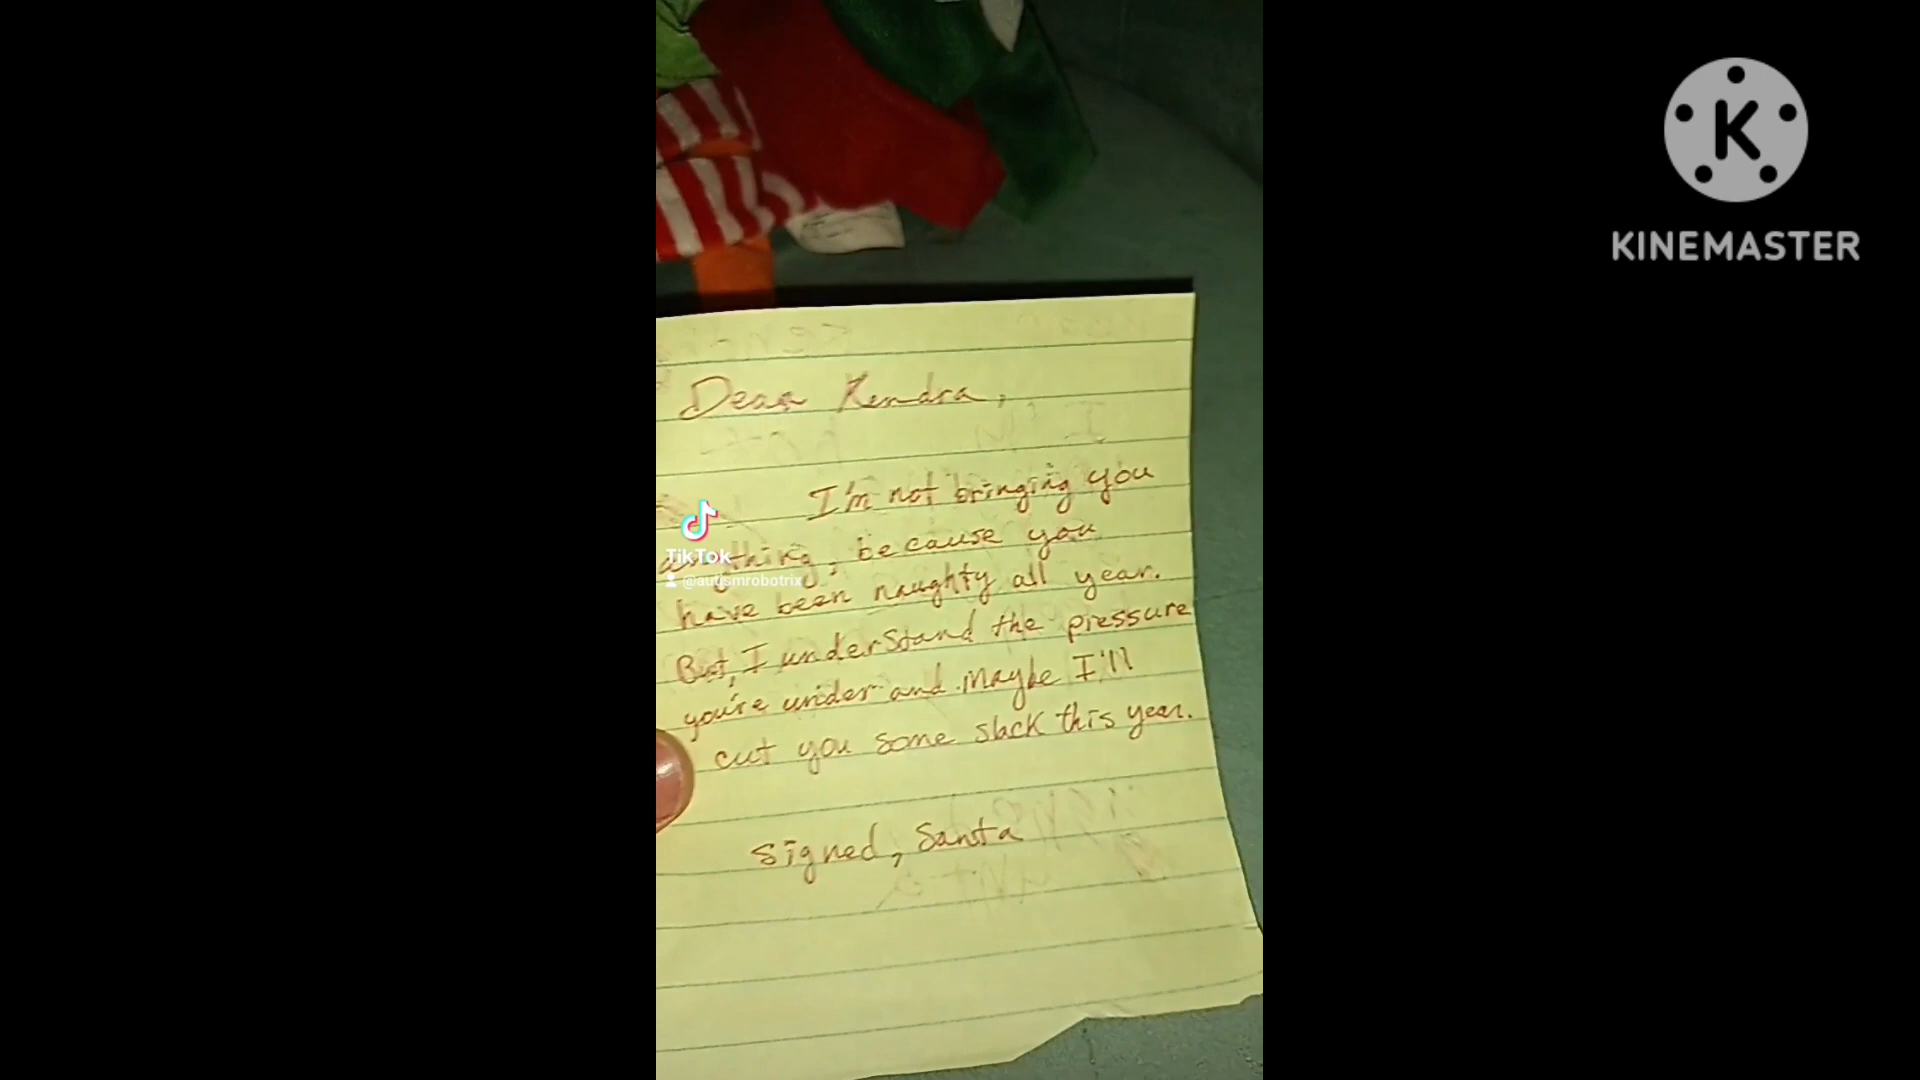 K
KINEMASTER
Dear Kendra,
I'm not bringing you
anything, because you
have been naughty all year.
But, I understand the pressure
you're under and maybe I'll
cut you some slack this year.
signed, Santa
TikTok
@autismrobotrix